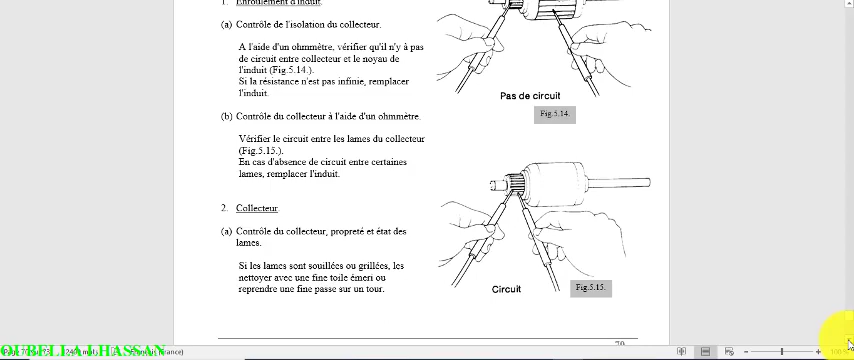 1. Enroulement d'induit.
(a) Contrôle de l'isolation du collecteur.
A l'aide d'un ohmmètre, vérifier qu'il n'y à pas
de circuit entre collecteur et le noyau de
l'induit (Fig.5.14.).
Si la résistance n'est pas infinie, remplacer
l'induit.
Pas de circuit
Fig.5.14.
(b) Contrôle du collecteur à l'aide d'un ohmmètre.
Vérifier le circuit entre les lames du collecteur
(Fig.5.15.).
En cas d'absence de circuit entre certaines
lames, remplacer l'induit.
2. Collecteur.
(a) Contrôle du collecteur, propreté et état des
lames.
Si les lames sont souillées ou grillées, les
nettoyer avec une fine toile émeri ou
reprendre une fine passe sur un tour.
Circuit
Fig.5.15.
OUBELLA LHASSAN